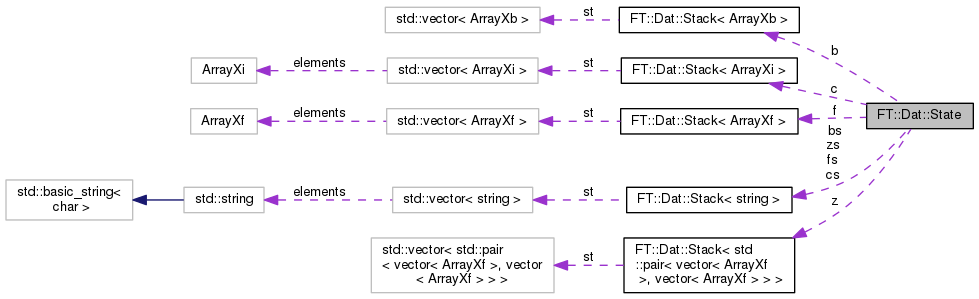 std::vector< ArrayXb >
st
FT::Dat::Stack< ArrayXb >
b
ArrayXi
elements
std::vector< ArrayXi >
st
FT::Dat::Stack< ArrayXi >
c
ArrayXf
elements
std::vector< ArrayXf >
st
FT::Dat::Stack< ArrayXf >
f
FT::Dat::State
bs
zs
fs
cs
std::basic_string<
char >
std::string
elements
std::vector< string >
st
FT::Dat::Stack< string >
z
std::vector< std::pair
< vector< ArrayXf >, vector
< ArrayXf > > >
st
FT::Dat::Stack< std
::pair< vector< ArrayXf
>, vector< ArrayXf > > >